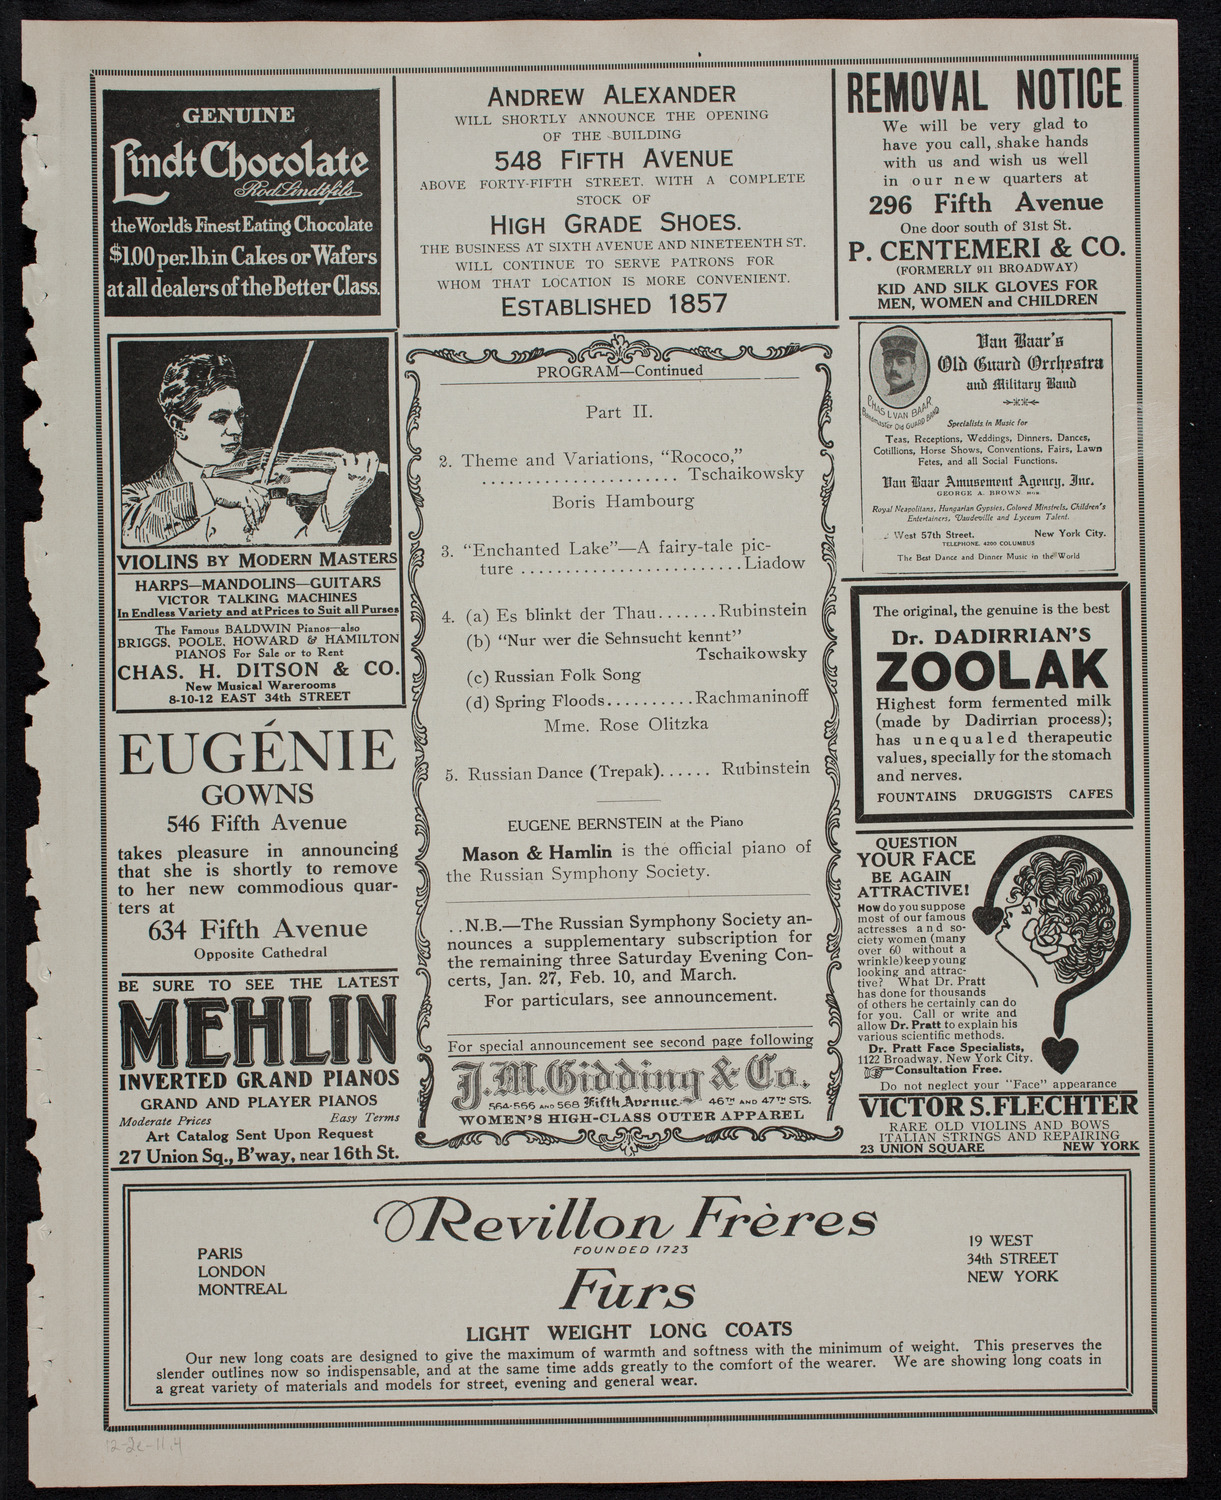 GENUINE
Lindt Chocolate
Rod. Lindt fils
the World's Finest Eating Chocolate
$1.00 per. lb. in Cakes or Wafers
at all dealers of the Better Class.
ANDREW ALEXANDER
WILL SHORTLY ANNOUNCE THE OPENING
OF THE BUILDING
548 FIFTH AVENUE
ABOVE FORTY-FIFTH STREET, WITH A COMPLETE
STOCK OF
HIGH GRADE SHOES.
THE BUSINESS AT SIXTH AVENUE AND NINETEENTH ST.
WILL CONTINUE TO SERVE PATRONS FOR
WHOM THAT LOCATION IS MORE CONVENIENT.
ESTABLISHED 1857
REMOVAL NOTICE
We will be very glad to
have you call, shake hands
with us and wish us well
in our new quarters at
296 Fifth Avenue
One door south of 31st St.
P. CENTEMERI & CO.
(FORMERLY 911 BROADWAY)
KID AND SILK GLOVES FOR
MEN, WOMEN and CHILDREN
VIOLINS BY MODERN MASTERS
HARPS—MANDOLINS—GUITARS
VICTOR TALKING MACHINES
In Endless Variety and at Prices to Suit all Purses
The Famous BALDWIN Pianos—also
BRIGGS, POOLE, HOWARD & HAMILTON
PIANOS For Sale or to Rent
CHAS. H. DITSON & CO.
New Musical Warerooms
8-10-12 EAST 34th STREET
EUGÉNIE
GOWNS
546 Fifth Avenue
takes pleasure in announcing
that she is shortly to remove
to her new commodious quar-
ters at
634 Fifth Avenue
Opposite Cathedral
BE SURE TO SEE THE LATEST
MEHLIN
INVERTED GRAND PIANOS
GRAND AND PLAYER PIANOS
Moderate Prices Easy Terms
Art Catalog Sent Upon Request
27 Union Sq., B'way, near 16th St.
PROGRAM—Continued
Part II.
2. Theme and Variations, "Rococo,"
..................... Tschaikowsky
Boris Hambourg
3. "Enchanted Lake"—A fairy-tale pic-
ture ........................Liadow
4. (a) Es blinkt der Thau.......Rubinstein
(b) "Nur wer die Sehnsucht kennt"
Tschaikowsky
(c) Russian Folk Song
(d) Spring Floods..........Rachmaninoff
Mme. Rose Olitzka
5. Russian Dance (Trepak)...... Rubinstein
EUGENE BERNSTEIN at the Piano
Mason & Hamlin is the official piano of
the Russian Symphony Society.
..N.B.—The Russian Symphony Society an-
nounces a supplementary subscription for
the remaining three Saturday Evening Con-
certs, Jan. 27, Feb. 10, and March.
For particulars, see announcement.
For special announcement see second page following
J.M. Gidding & Co.
564-566 AND 568 Fifth Avenue 46TH AND 47TH STS.
WOMEN'S HIGH-CLASS OUTER APPAREL
Van Baar's
Old Guard Orchestra
and Military Band
CHAS L VAN BAAR
Bandmaster Old GUARD BAND
Specialists in Music for
Teas, Receptions, Weddings, Dinners, Dances,
Cotillions, Horse Shows, Conventions, Fairs, Lawn
Fetes, and all Social Functions.
Van Baar Amusement Agency, Inc.
GEORGE A. BROWN, MGR
Royal Neapolitans, Hungarian Gypsies, Colored Minstrels, Children's
Entertainers, Vaudeville and Lyceum Talent.
West 57th Street. New York City.
TELEPHONE, 4200 COLUMBUS
The Best Dance and Dinner Music in the World
The original, the genuine is the best
Dr. DADIRRIAN'S
ZOOLAK
Highest form fermented milk
(made by Dadirrian process);
has unequaled therapeutic
values, specially for the stomach
and nerves.
FOUNTAINS DRUGGISTS CAFES
QUESTION
YOUR FACE
BE AGAIN
ATTRACTIVE!
How do you suppose
most of our famous
actresses and so-
ciety women (many
over 60 without a
wrinkle) keep young
looking and attrac-
tive? What Dr. Pratt
has done for thousands
of others he certainly can do
for you. Call or write and
allow Dr. Pratt to explain his
various scientific methods.
Dr. Pratt Face Specialists,
1122 Broadway, New York City.
Consultation Free.
Do not neglect your "Face" appearance
VICTOR S. FLECHTER
RARE OLD VIOLINS AND BOWS
ITALIAN STRINGS AND REPAIRING
23 UNION SQUARE NEW YORK
Revillon Frères
FOUNDED 1723
PARIS
LONDON
MONTREAL
19 WEST
34th STREET
NEW YORK
Furs
LIGHT WEIGHT LONG COATS
Our new long coats are designed to give the maximum of warmth and softness with the minimum of weight. This preserves the
slender outlines now so indispensable, and at the same time adds greatly to the comfort of the wearer. We are showing long coats in
a great variety of materials and models for street, evening and general wear.